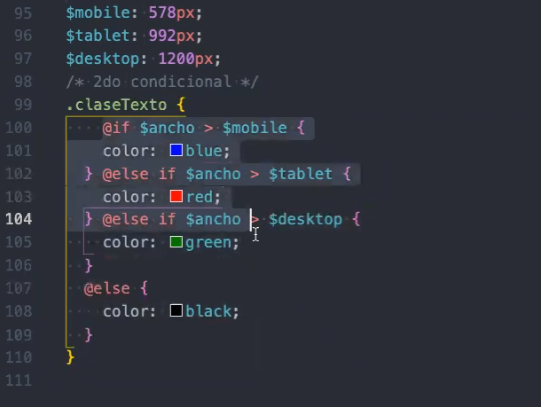 95 $mobile: 578px;
96 $tablet: 992px;
97 $desktop: 1200px;
98 /* 2do condicional */
99 .claseTexto {
100 @if $ancho > $mobile {
101 color: blue;
102 } @else if $ancho > $tablet {
103 color: red;
104 } @else if $ancho > $desktop {
105 color: green;
106 }
107 @else {
108 color: black;
109 }
110 }
111